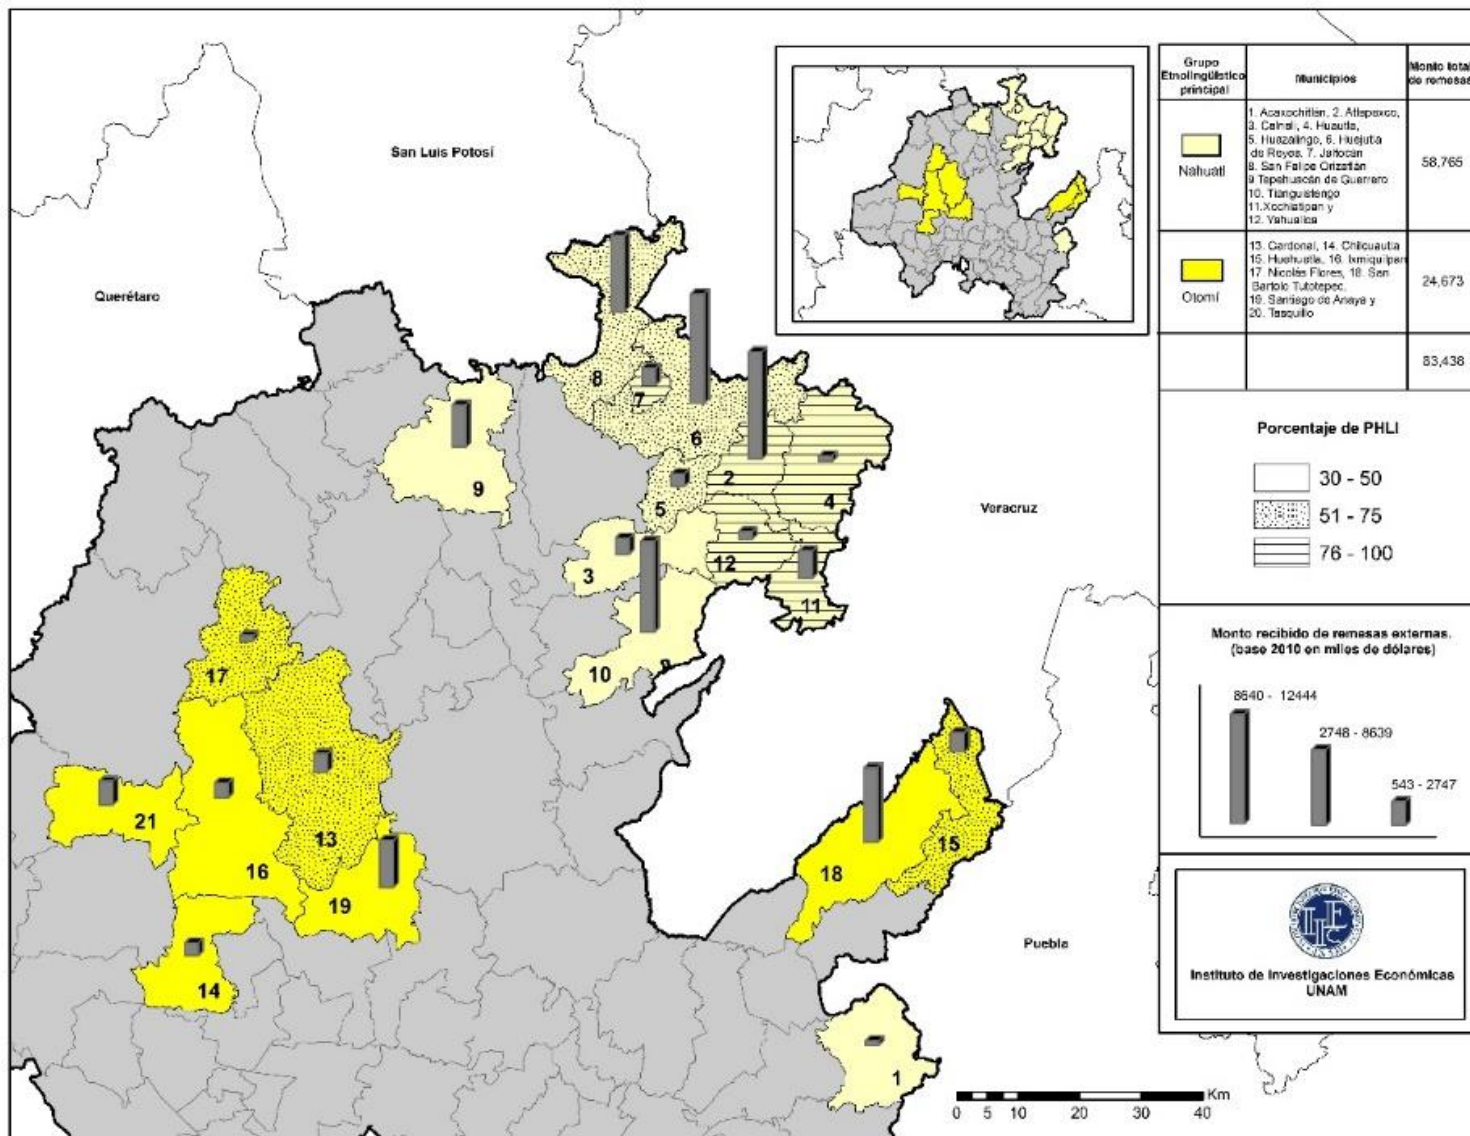 San Luis Potosí
Querétaro
Veracruz
Puebla
8
7
6
9
2
4
5
3
12
11
10
17
21
13
16
19
14
18
15
1
Km
0 5 10 20 30 40
Grupo
Etnolingüístico
principal
Municipios
Monto total
de remesas
Nahuatl
1. Acaxochitlán, 2. Atlapexco,
3. Calnali, 4. Huautla,
5. Huazalingo, 6. Huejutla
de Reyes, 7. Jaltocán
8. San Felipe Orizatlán
9 Tepehuacán de Guerrero
10. Tianguistengo
11.Xochiatipan y
12. Yahualica
58,765
Otomí
13. Cardonal, 14. Chilcuautla
15. Huehuetla, 16. Ixmiquilpan
17. Nicolás Flores, 18. San
Bartolo Tutotepec,
19. Santiago de Anaya y
20. Tasquillo
24,673
83,438
Porcentaje de PHLI
30 - 50
51 - 75
76 - 100
Monto recibido de remesas externas.
(base 2010 en miles de dólares)
8640 - 12444
2748 - 8639
543 - 2747
IIEc
Instituto de Investigaciones Económicas
UNAM